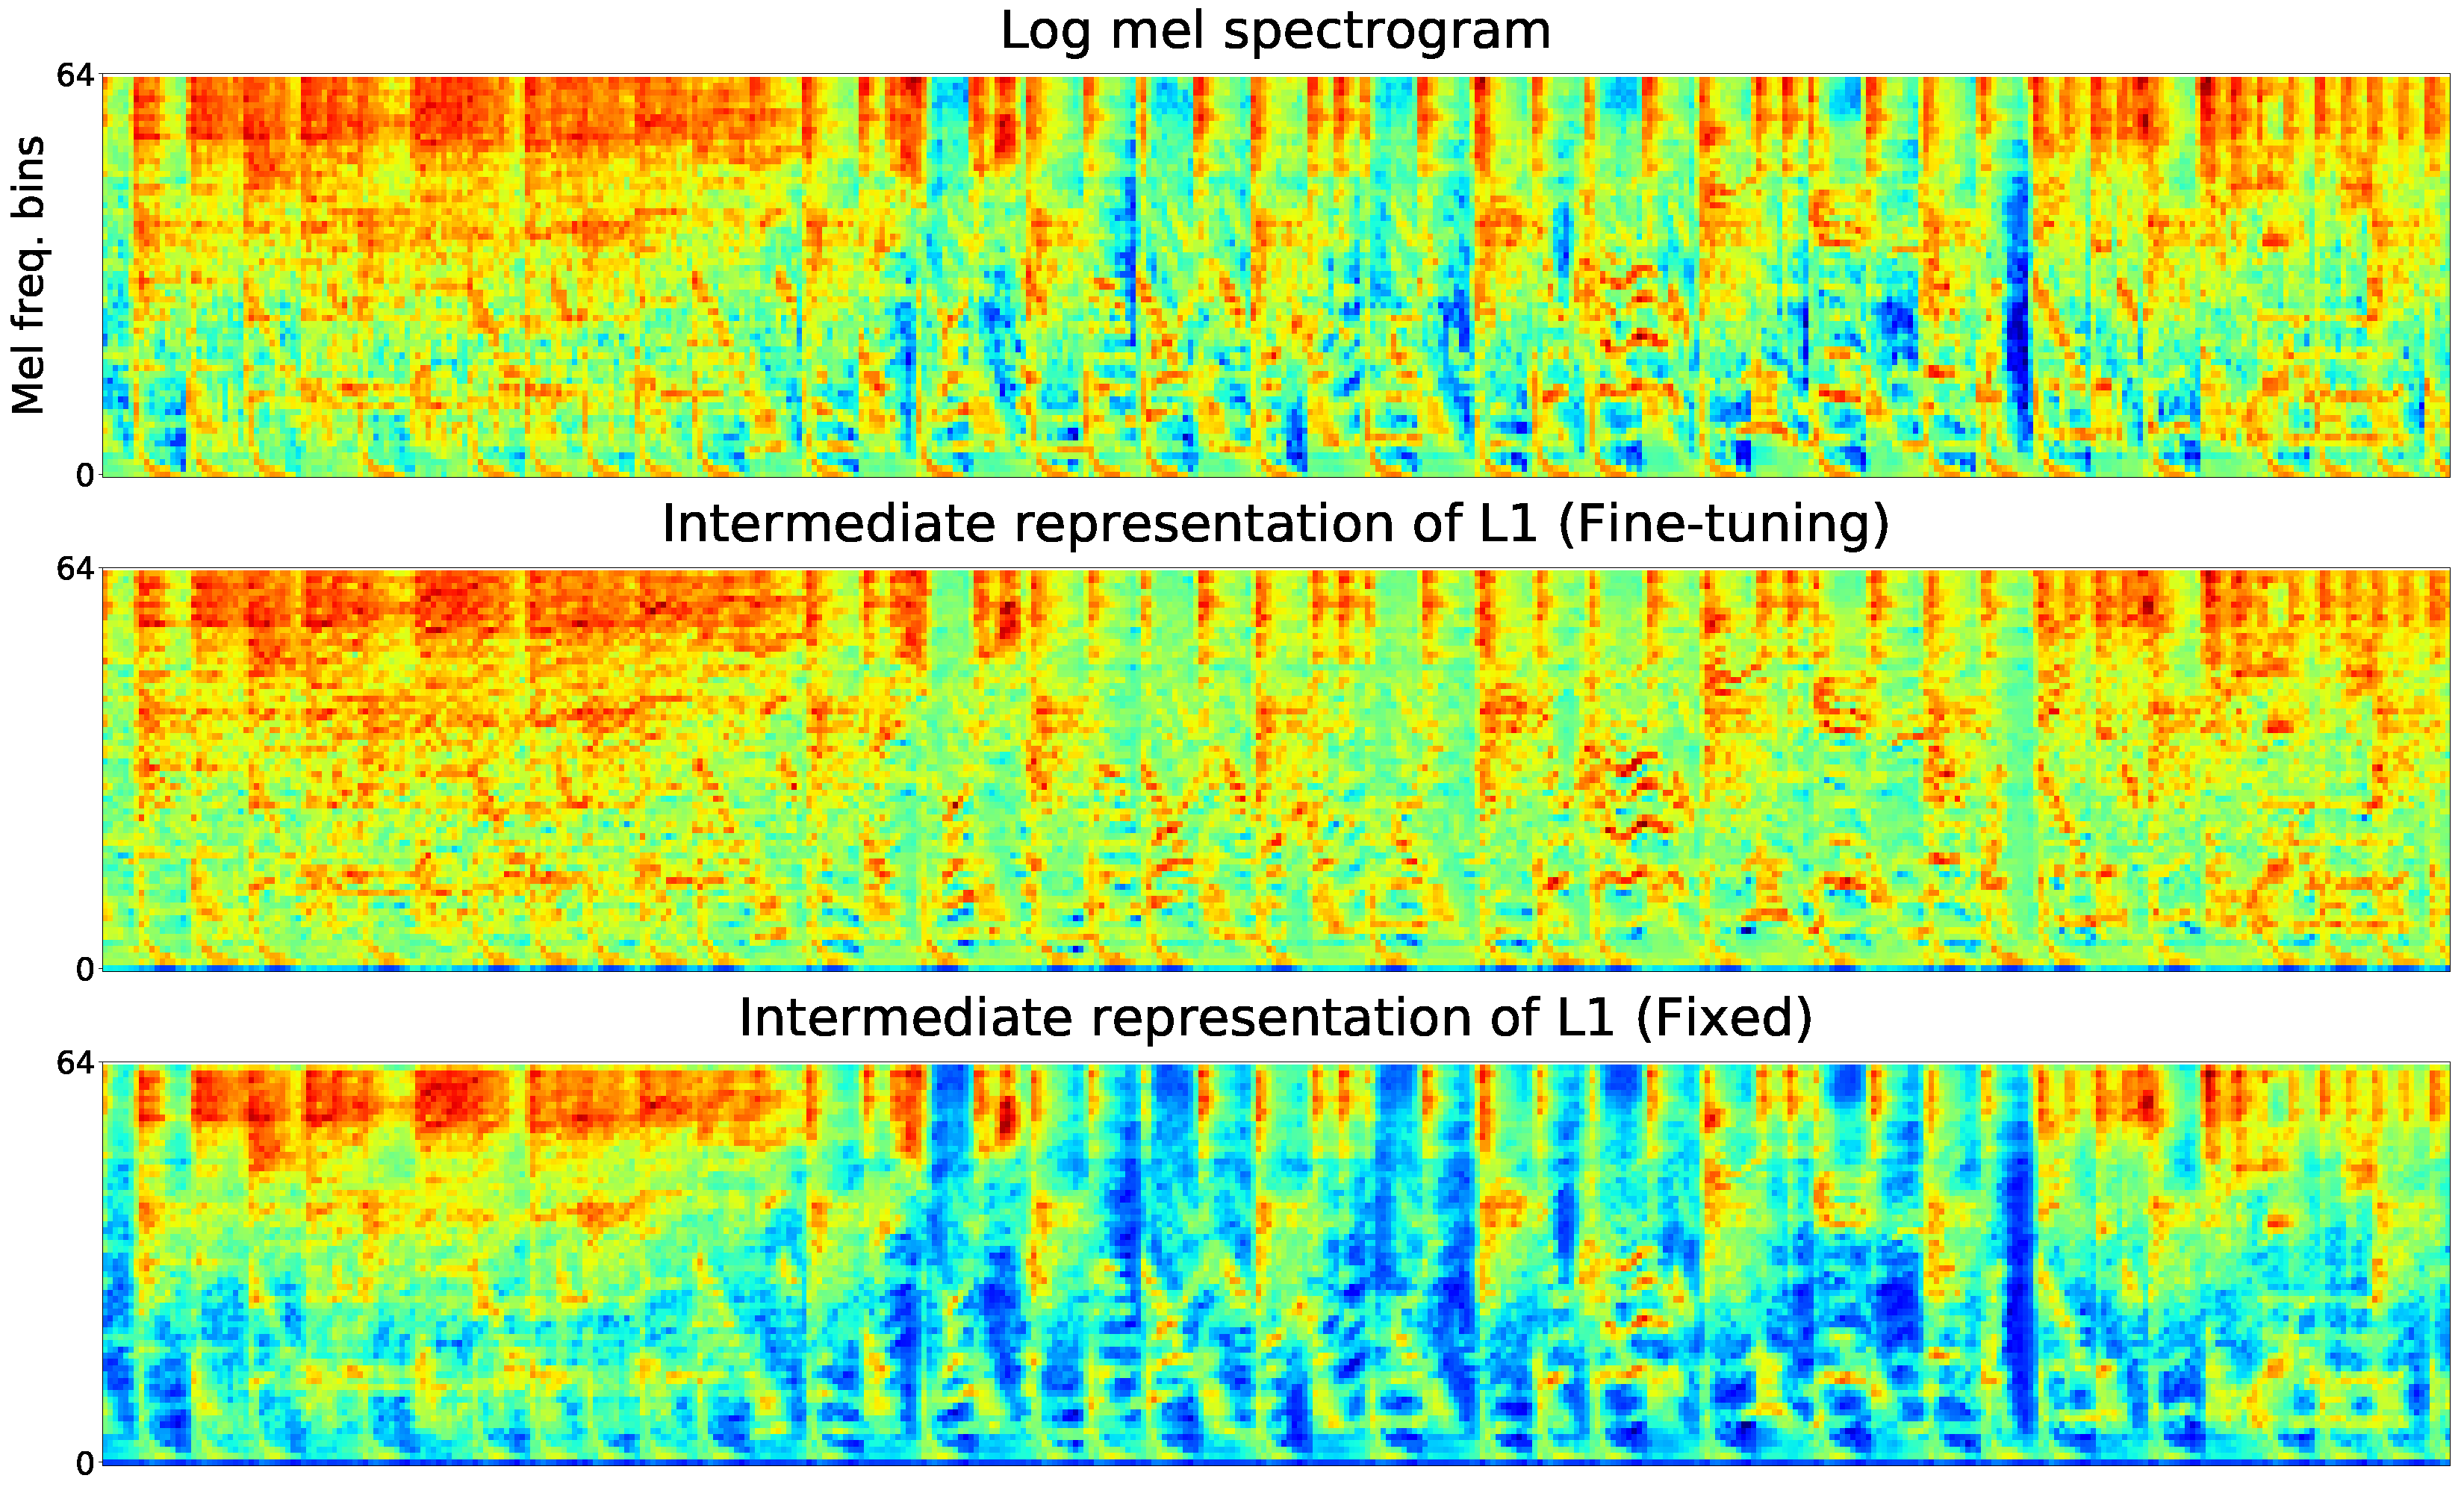 Log mel spectrogram
64
Mel freq. bins
0
Intermediate representation of L1 (Fine-tuning)
64
0
Intermediate representation of L1 (Fixed)
64
0